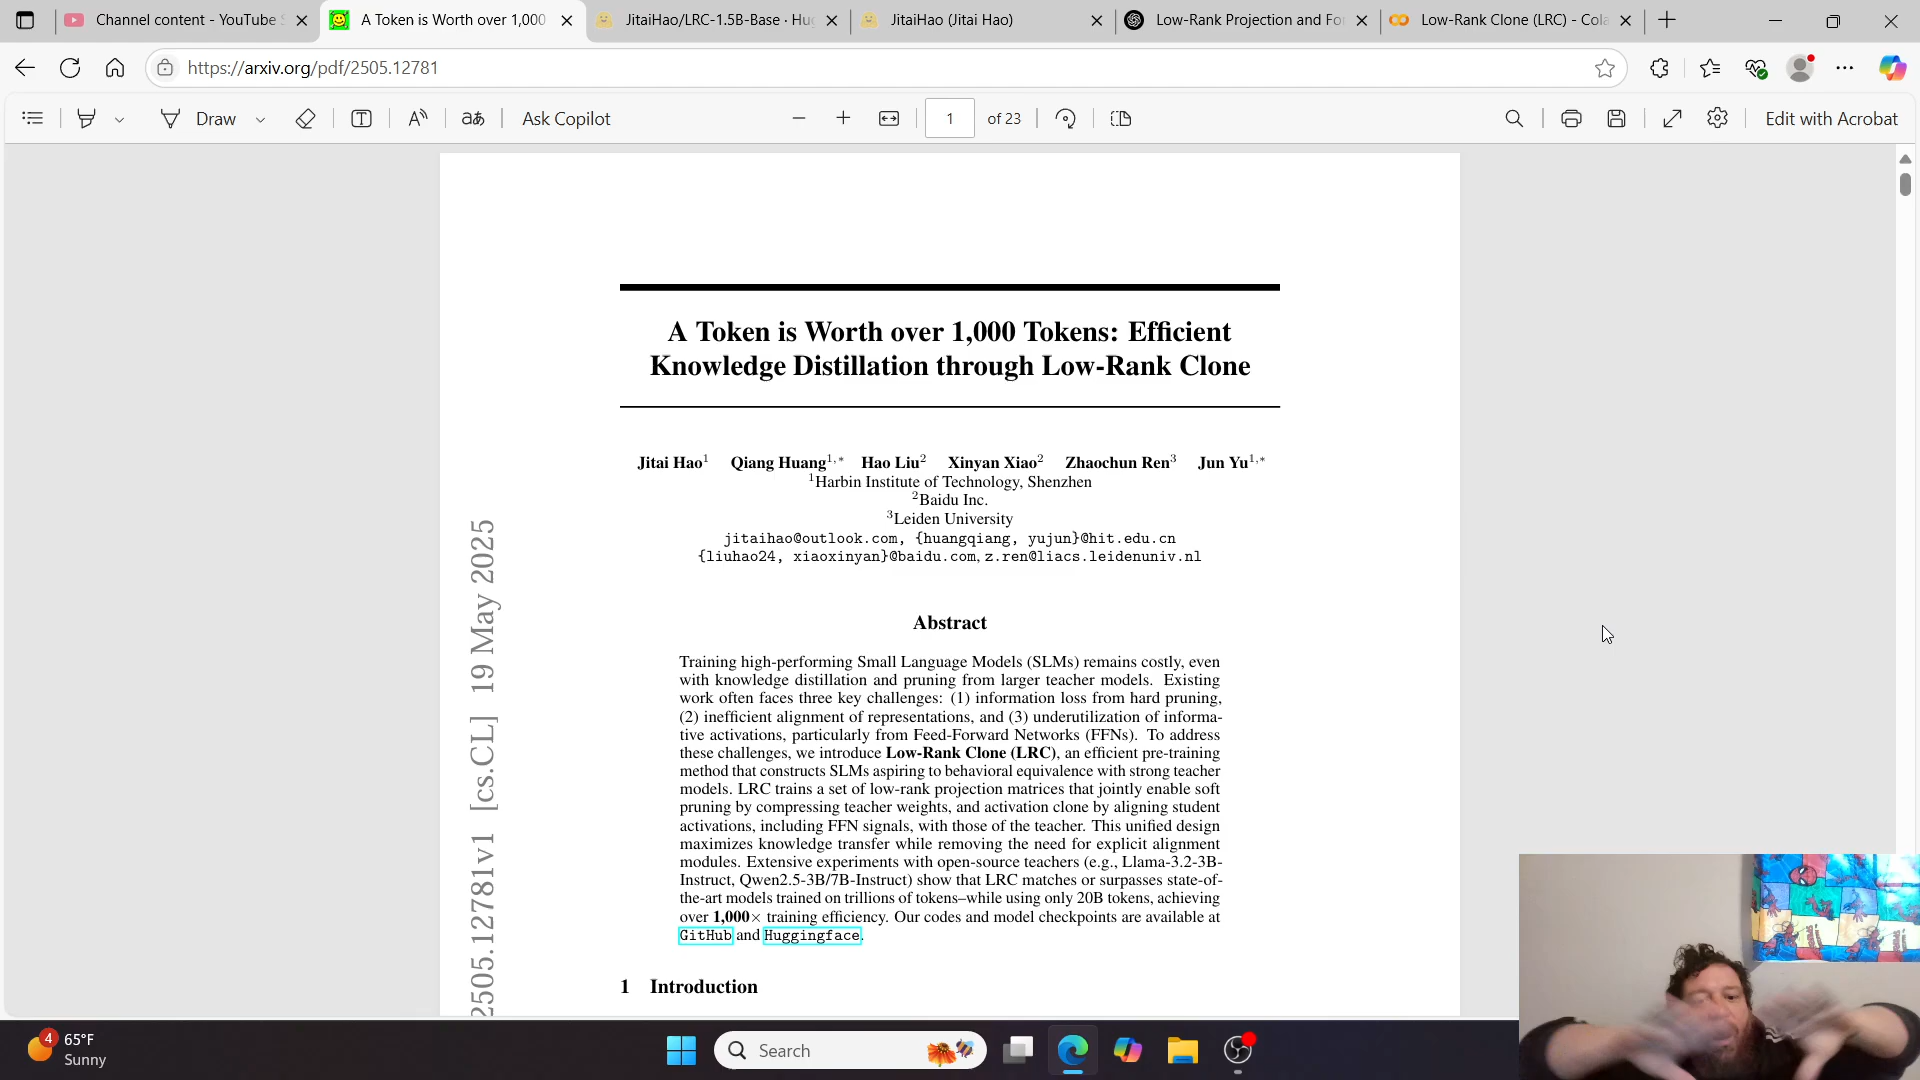 Channel content - YouTube S
A Token is Worth over 1,000
JitaiHao/LRC-1.5B-Base · Hug
JitaiHao (Jitai Hao)
Low-Rank Projection and Fo
Low-Rank Clone (LRC) - Cola
https://arxiv.org/pdf/2505.12781
Draw
Ask Copilot
1 of 23
Edit with Acrobat
A Token is Worth over 1,000 Tokens: Efficient
Knowledge Distillation through Low-Rank Clone
Jitai Hao1 Qiang Huang1,* Hao Liu2 Xinyan Xiao2 Zhaochun Ren3 Jun Yu1,*
1Harbin Institute of Technology, Shenzhen
2Baidu Inc.
3Leiden University
jitaihao@outlook.com, {huangqiang, yujun}@hit.edu.cn
{liuhao24, xiaoxinyan}@baidu.com, z.ren@liacs.leidenuniv.nl
2505.12781v1 [cs.CL] 19 May 2025
Abstract
Training high-performing Small Language Models (SLMs) remains costly, even
with knowledge distillation and pruning from larger teacher models. Existing
work often faces three key challenges: (1) information loss from hard pruning,
(2) inefficient alignment of representations, and (3) underutilization of informa-
tive activations, particularly from Feed-Forward Networks (FFNs). To address
these challenges, we introduce Low-Rank Clone (LRC), an efficient pre-training
method that constructs SLMs aspiring to behavioral equivalence with strong teacher
models. LRC trains a set of low-rank projection matrices that jointly enable soft
pruning by compressing teacher weights, and activation clone by aligning student
activations, including FFN signals, with those of the teacher. This unified design
maximizes knowledge transfer while removing the need for explicit alignment
modules. Extensive experiments with open-source teachers (e.g., Llama-3.2-3B-
Instruct, Qwen2.5-3B/7B-Instruct) show that LRC matches or surpasses state-of-
the-art models trained on trillions of tokens–while using only 20B tokens, achieving
over 1,000× training efficiency. Our codes and model checkpoints are available at
GitHub and Huggingface.
1 Introduction
4
65°F
Sunny
Search